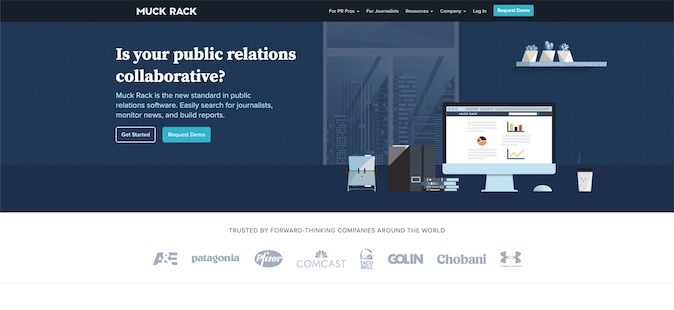 MUCK RACK
For PR Pros
For Journalists
Resources
Company
Log In
Request Demo
Is your public relations
collaborative?
Muck Rack is the new standard in public
relations software. Easily search for journalists,
monitor news, and build reports.
Get Started
Request Demo
MUCK RACK
TRUSTED BY FORWARD-THINKING COMPANIES AROUND THE WORLD
A&E
patagonia
Pfizer
COMCAST
TACO
BELL
GOLIN
Chobani